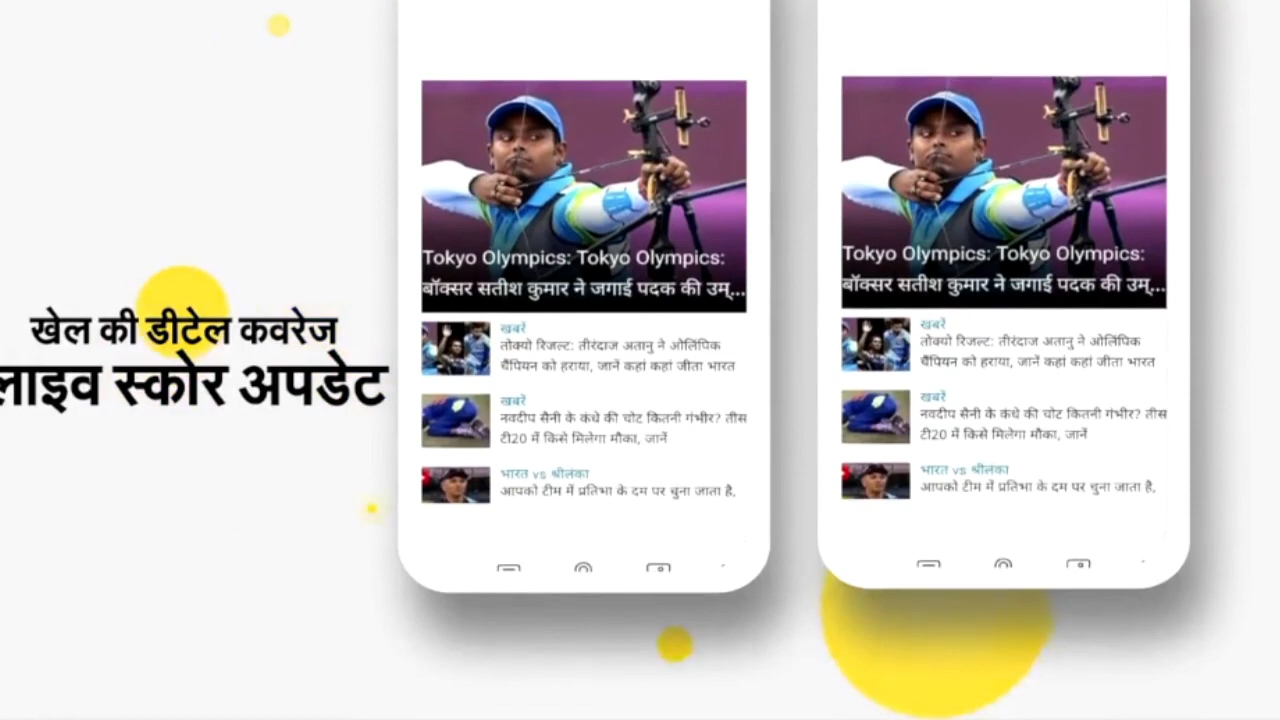 खेल की डीटेल कवरेज
लाइव स्कोर अपडेट
Tokyo Olympics: Tokyo Olympics:
बॉक्सर सतीश कुमार ने जगाई पदक की उम्...
खबरें
तोक्यो रिजल्ट: तीरंदाज अतानु ने ओलिंपिक
चैंपियन को हराया, जानें कहां कहां जीता भारत
खबरें
नवदीप सैनी के कंधे की चोट कितनी गंभीर? तीस
टी20 में किसे मिलेगा मौका, जानें
भारत vs श्रीलंका
आपको टीम में प्रतिभा के दम पर चुना जाता है,
Tokyo Olympics: Tokyo Olympics:
बॉक्सर सतीश कुमार ने जगाई पदक की उम्...
खबरें
तोक्यो रिजल्ट: तीरंदाज अतानु ने ओलिंपिक
चैंपियन को हराया, जानें कहां कहां जीता भारत
खबरें
नवदीप सैनी के कंधे की चोट कितनी गंभीर? तीस
टी20 में किसे मिलेगा मौका, जानें
भारत vs श्रीलंका
आपको टीम में प्रतिभा के दम पर चुना जाता है,